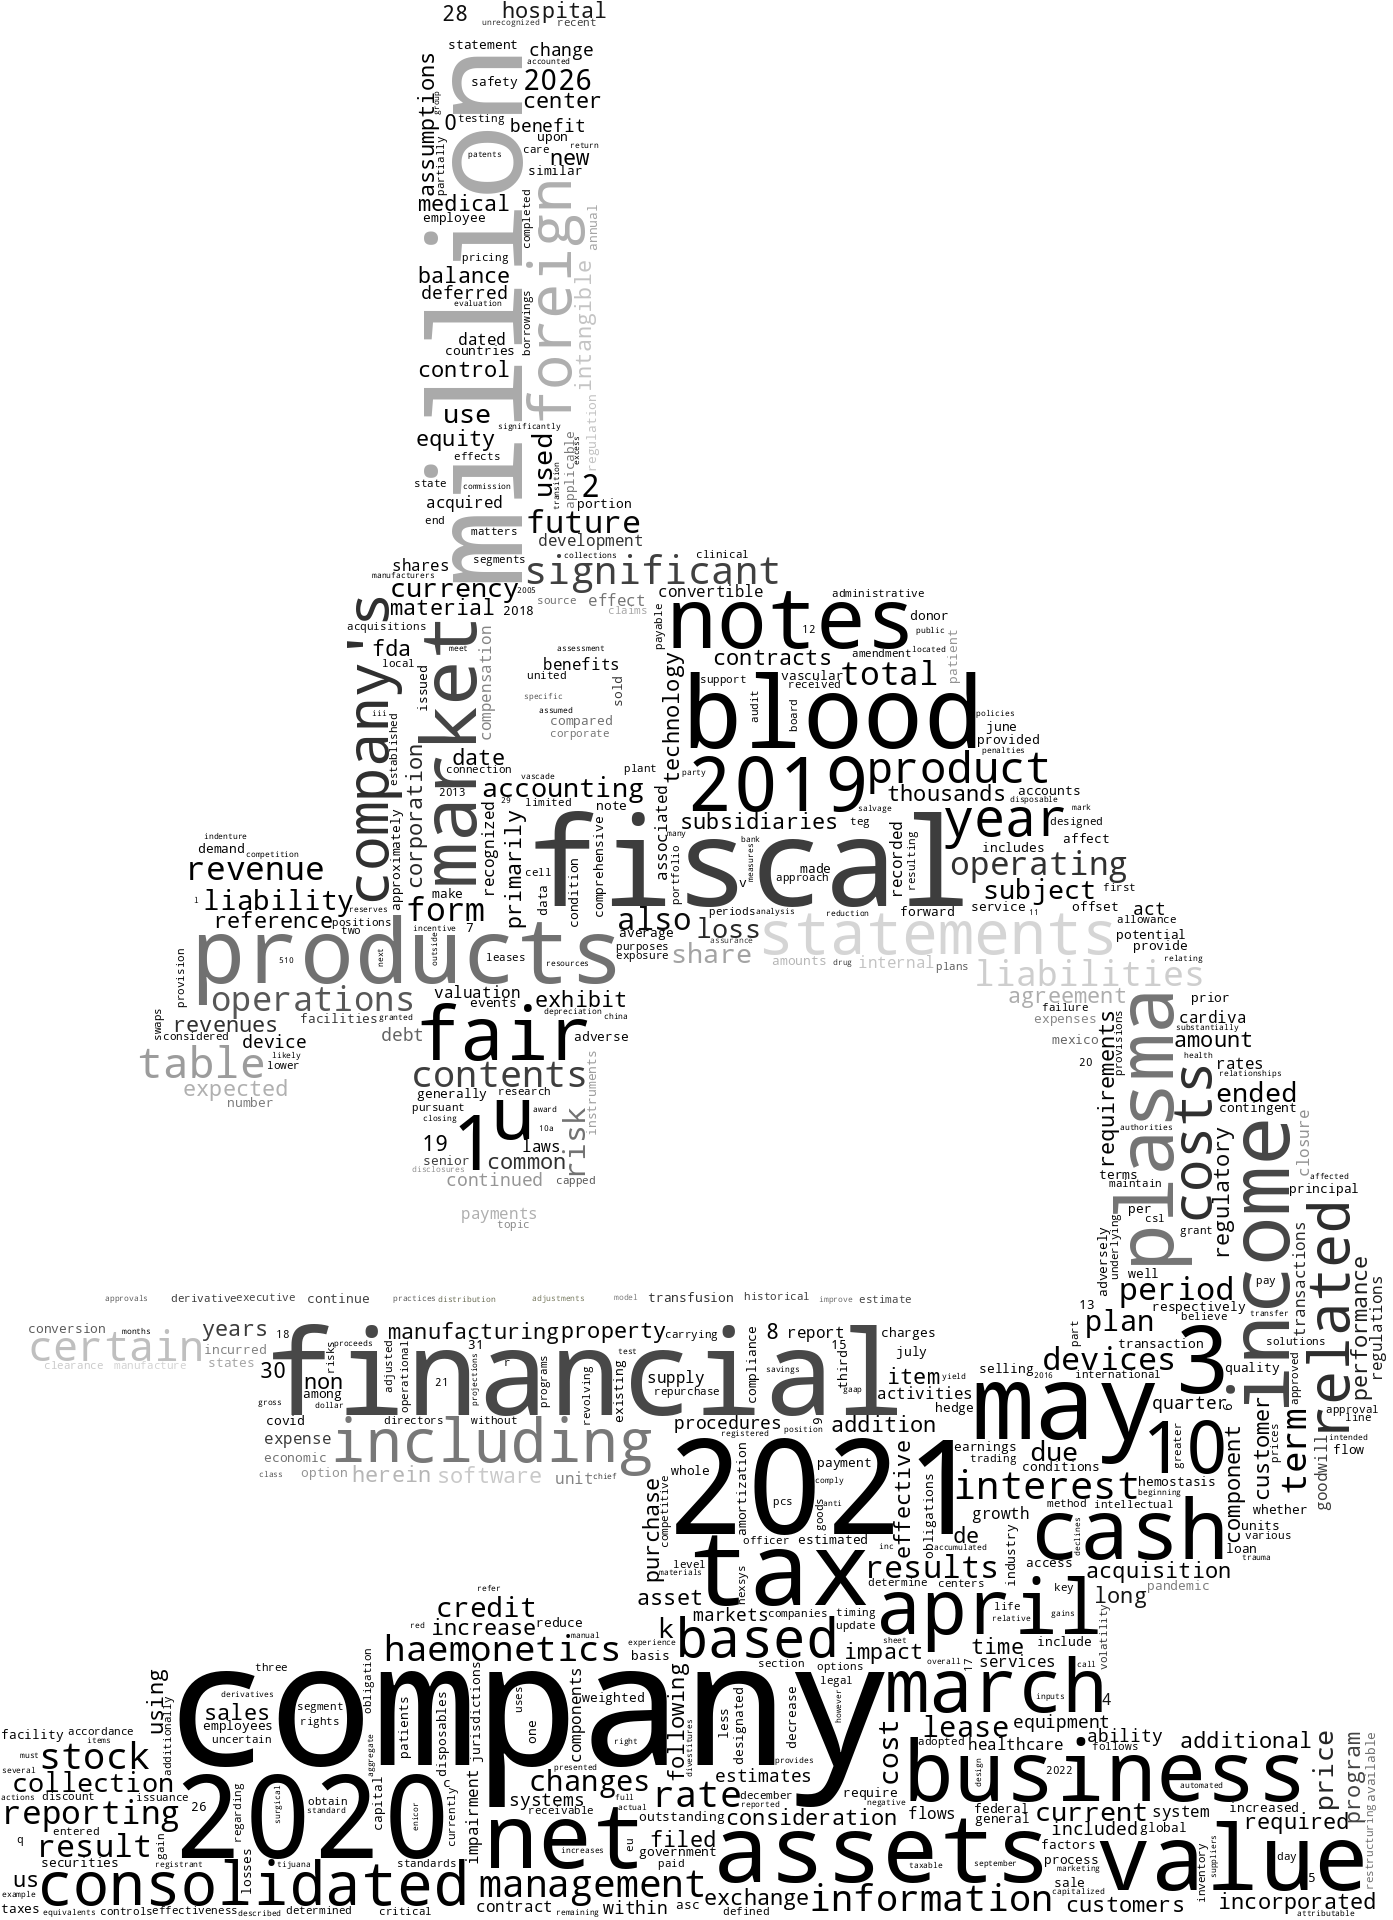 28 hospital
unrecognized recent
statement change
accounted
safety 2026
assumptions group center
0 testing benefit
upon
partially patents care return new
similar
million foreign
medical
employee completed annual
pricing
balance intangible
deferred
evaluation borrowings
dated
countries
control
use significantly regulation
equity
effects used applicable excess
state commission transition 2
acquired portion
end matters future
development
segments collections clinical
shares significant
manufacturers
currency 2005 convertible administrative
material 2018 source effect claims
notes donor
company's market acquisitions payable 12 public
fda meet compensation assessment contracts amendment located patient
local issued benefits technology vascular total
united support received
iii specific sold blood
assumed audit board policies
established compared june
corporate provided
corporation date penalties
connection vascade plant party 2019 product
2013 accounting thousands accounts
29 limited note salvage disposable mark
approximately recognized primarily associated subsidiaries teg year designed
indenture fiscal many bank includes affect
demand competition comprehensive recorded resulting operating
revenue cell condition portfolio v measures made approach
make data subject first
1 liability reserves form also periods analysis reduction forward service 11 offset act
reference positions incentive 7 average loss assurance allowance
two purposes statements potential
products exposure share amounts drug internal plans provide
provision 510 next outside leases resources liabilities relating
operations valuation events exhibit agreement prior
swaps revenues facilities granted depreciation china failure cardiva
considered device debt fair adverse expenses substantially
likely mexico amount
table lower contents requirements provisions plasma health
expected generally research instruments 20 rates
number pursuant u award costs relationships
closing 10a ended
19 1 laws risk authorities contingent
senior common regulatory income closure
disclosures terms affected
continued capped maintain principal
payments per csl related
topic grant
adversely underlying transactions
well performance regulations
approvals derivative executive continue practices distribution adjustments model transfusion historical improve estimate period pay
respectively transfer
conversion months years 18 manufacturing property carrying 8 report charges 13 believe
certain incurred financial proceeds 31 test 15 july part plan 3 solutions
clearance manufacture states 30 risks adjusted operational projections r programs revolving existing supply compliance savings third gaap item yield devices transaction quality approved
non 21 repurchase activities selling 2016 international
gross among dollar hedge may quarter 6 approval
covid directors without procedures position 9 addition customer prices line
expense including registered earnings due 10 greater term intended
economic whole payment trading conditions component goodwill flow
class option herein software unit chief 2021 comply effective interest hemostasis
purchase competitive amortization pcs goods anti obligations growth method intellectual beginning whether
officer estimated inc accumulated de cash units
level tax results industry declines various
materials nexsys determine centers access acquisition loan trauma
refer asset april key long pandemic
credit markets companies timing life
red increase reduce k based update relative gains
haemonetics manual experience impact sheet time include volatility
basis overall services
three section options 17 call
using company weighted following legal march
additionally derivatives segment obligation jurisdictions uses less designated decrease however inputs 4
sales rights patients disposables one components cost lease equipment
facility accordance employees right adopted healthcare ability
items uncertain divestitures follows additional price program
must stock aggregate presented provides design
several changes estimates business 2022 restructuring available
collection 2020 c systems rate december require automated
actions discount issuance surgical obtain capital full reported negative
reporting 26 regarding standard enicor currently impairment receivable actual outstanding consideration flows federal current system increased
entered general included global required
q result gain net eu filed assets factors value
securities losses government process day
registrant tijuana standards increases paid taxable september marketing inventory suppliers
us consolidated management sale 5
example capitalized
exchange information customers incorporated
taxes equivalents controls effectiveness described determined critical contract remaining within asc defined attributable